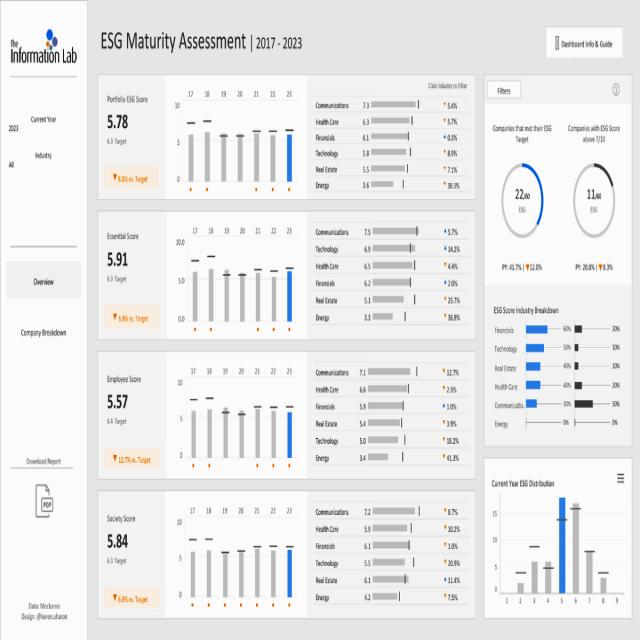 the
Information Lab
Current Year
2023
Industry
All
Overview
Company Breakdown
Download Report
PDF
Data: Mockaroo
Design: @keren.aharon
ESG Maturity Assessment | 2017 - 2023
Dashboard Info & Guide
Click Industry to Filter
Portfolio ESG Score
5.78
6.3 Target
▼ 8.8% vs. Target
17 18 19 20 21 22 23
10
5
0
Communications 7.3 ▼ 5.4%
Health Care 6.3 ▼ 5.7%
Financials 6.1 ▲ 0.3%
Technology 5.8 ▼ 8.9%
Real Estate 5.5 ▼ 7.1%
Energy 3.6 ▼ 30.3%
Essential Score
5.91
6.3 Target
▼ 6.8% vs. Target
17 18 19 20 21 22 23
10.0
5.0
0.0
Communications 7.5 ▲ 5.7%
Technology 6.9 ▲ 14.2%
Health Care 6.5 ▼ 4.4%
Financials 6.2 ▲ 2.0%
Real Estate 5.1 ▼ 25.7%
Energy 3.3 ▼ 36.9%
Employee Score
5.57
6.4 Target
▼ 12.7% vs. Target
17 18 19 20 21 22 23
10
5
0
Communications 7.1 ▼ 12.7%
Health Care 6.6 ▼ 2.5%
Financials 5.9 ▲ 1.0%
Real Estate 5.4 ▼ 3.9%
Technology 5.0 ▼ 18.2%
Energy 3.4 ▼ 41.3%
Society Score
5.84
6.3 Target
▼ 6.9% vs. Target
17 18 19 20 21 22 23
10
5
0
Communications 7.2 ▼ 8.7%
Health Care 5.9 ▼ 10.2%
Financials 6.1 ▼ 1.0%
Technology 5.5 ▼ 20.9%
Real Estate 6.1 ▲ 11.4%
Energy 4.2 ▼ 7.5%
Filters
Companies that met their ESG
Target
22/60
ESG
PY: 41.7% | ▼12.0%
Companies with ESG Score
above 7/10
11/60
ESG
PY: 20.0% | ▼8.3%
ESG Score Industry Breakdown
Financials 60% 20%
Technology 50% 10%
Real Estate 40% 10%
Health Care 40% 20%
Communicatio.. 30% 50%
Energy 0% 0%
Current Year ESG Distribution
15
10
5
0
1 2 3 4 5 6 7 8 9